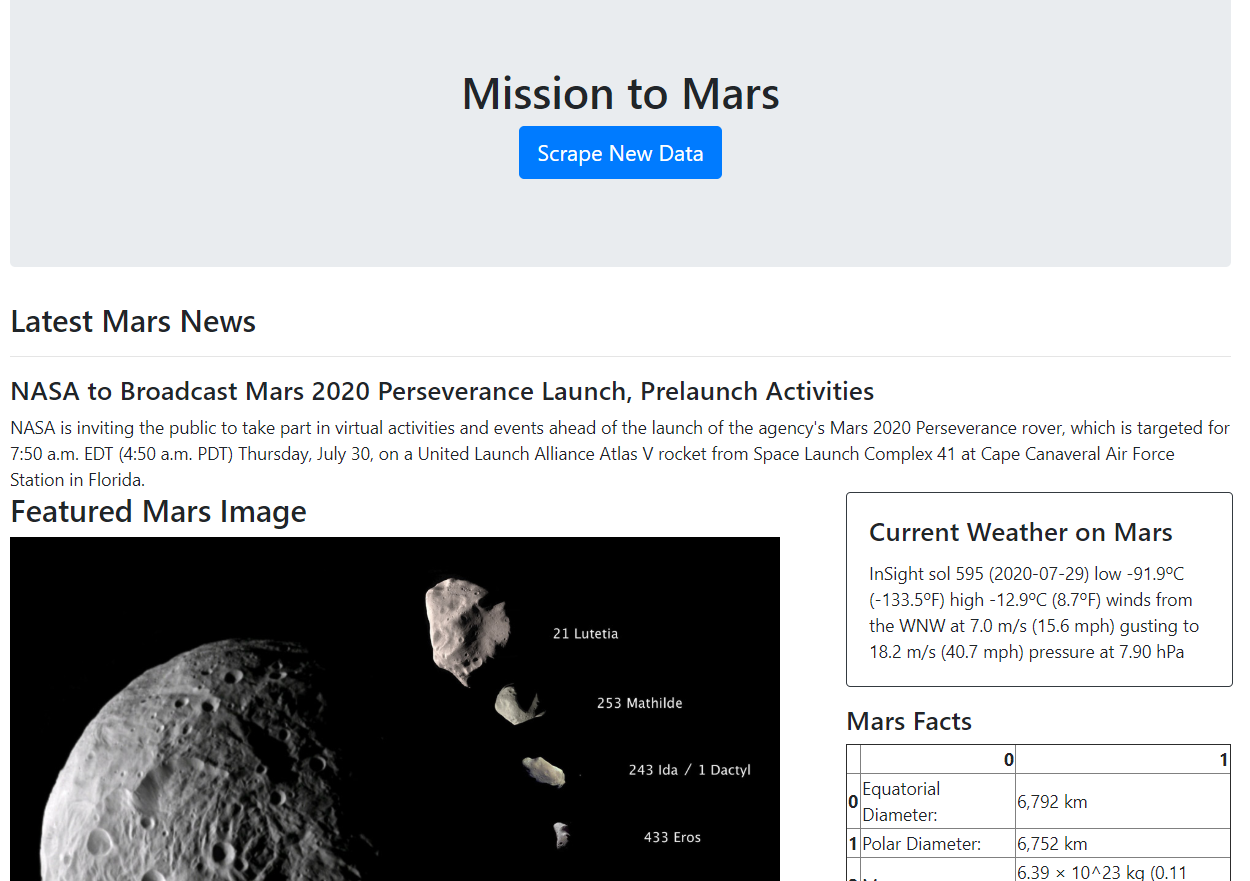 Mission to Mars
Scrape New Data
Latest Mars News
NASA to Broadcast Mars 2020 Perseverance Launch, Prelaunch Activities
NASA is inviting the public to take part in virtual activities and events ahead of the launch of the agency's Mars 2020 Perseverance rover, which is targeted for
7:50 a.m. EDT (4:50 a.m. PDT) Thursday, July 30, on a United Launch Alliance Atlas V rocket from Space Launch Complex 41 at Cape Canaveral Air Force
Station in Florida.
Featured Mars Image
21 Lutetia
253 Mathilde
243 Ida / 1 Dactyl
433 Eros
Current Weather on Mars
InSight sol 595 (2020-07-29) low -91.9ºC
(-133.5ºF) high -12.9ºC (8.7ºF) winds from
the WNW at 7.0 m/s (15.6 mph) gusting to
18.2 m/s (40.7 mph) pressure at 7.90 hPa
Mars Facts
0 1
0 Equatorial Diameter: 6,792 km
1 Polar Diameter: 6,752 km
6.39 × 10^23 kg (0.11